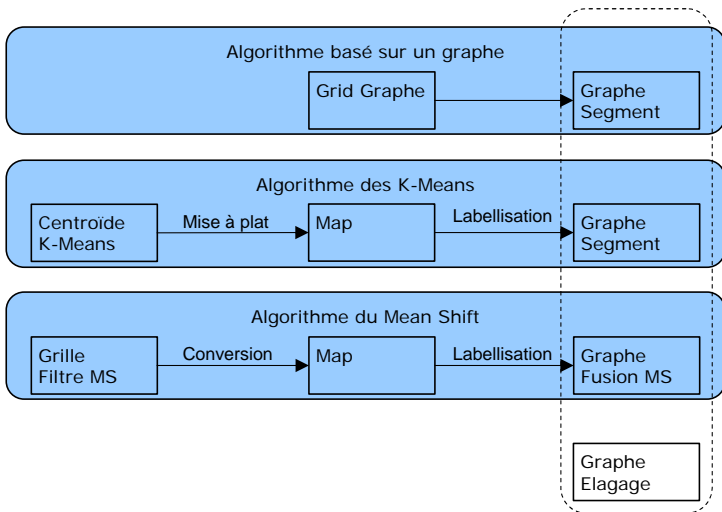 Algorithme basé sur un graphe
Grid Graphe
Graphe
Segment
Algorithme des K-Means
Centroïde
K-Means
Mise à plat
Map
Labellisation
Graphe
Segment
Algorithme du Mean Shift
Grille
Filtre MS
Conversion
Map
Labellisation
Graphe
Fusion MS
Graphe
Elagage